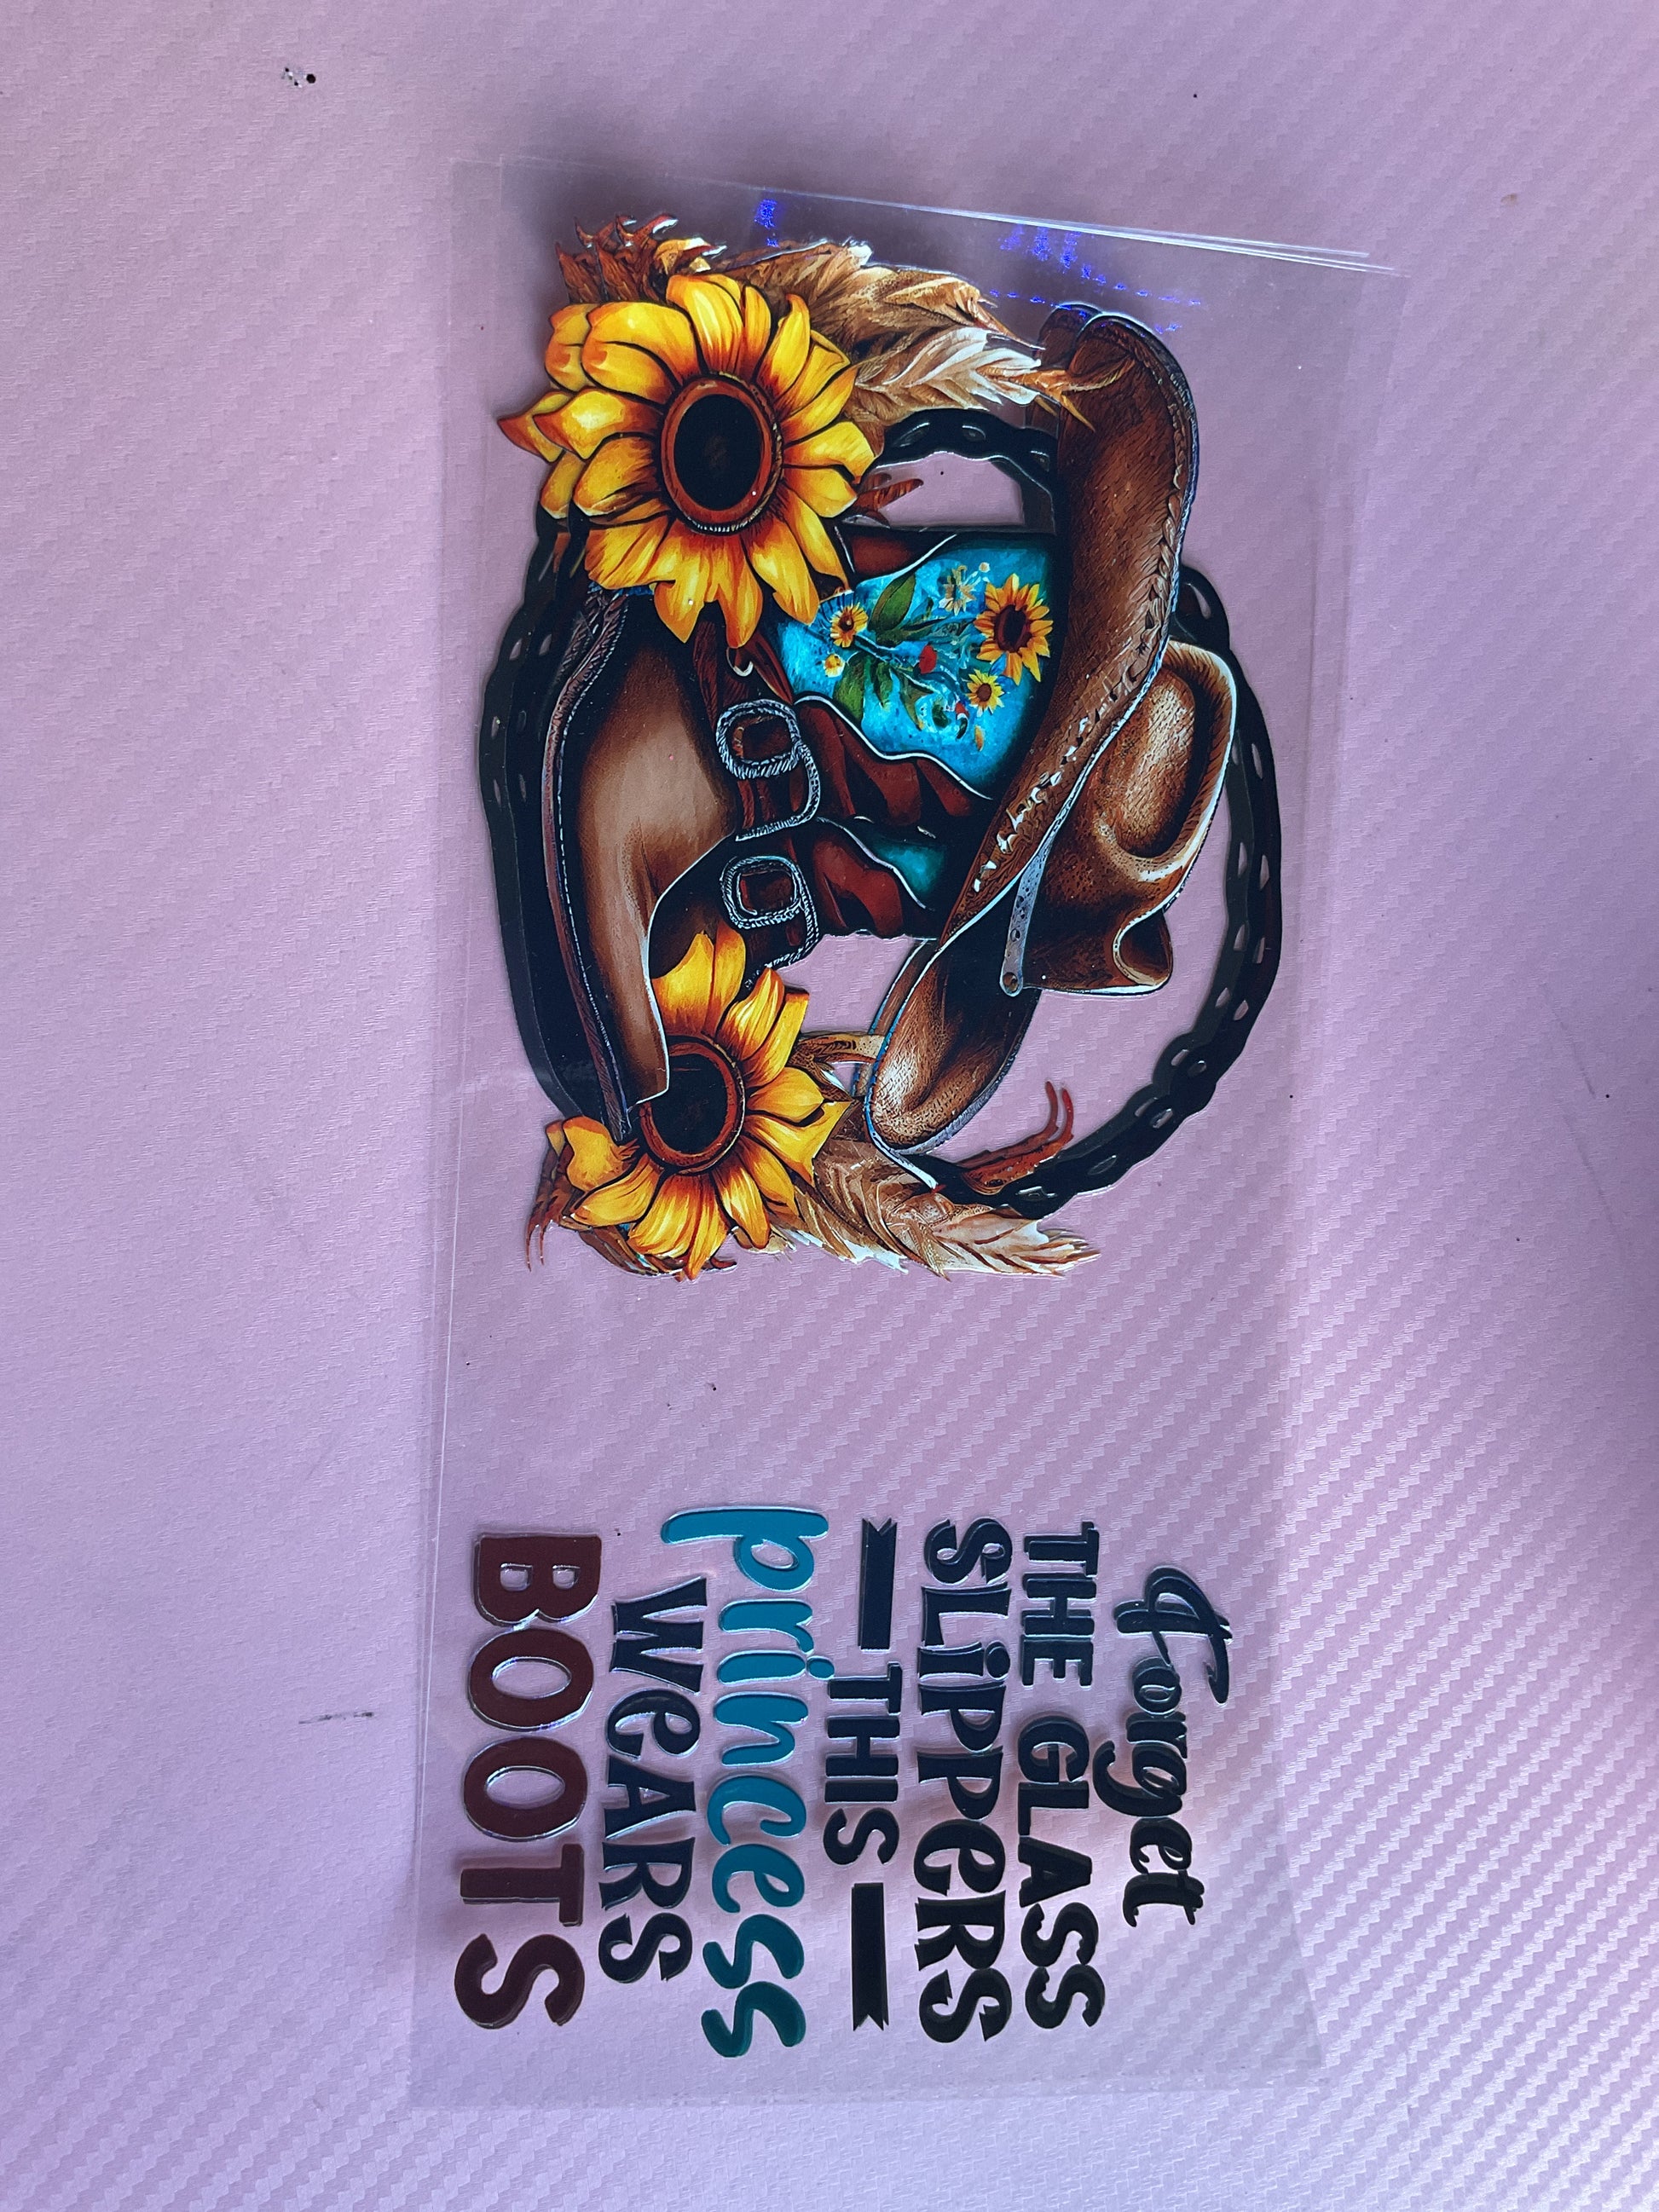 Forget
THE GLASS
SLiPPeRS
THIS
princess
WeARS
BOOTS